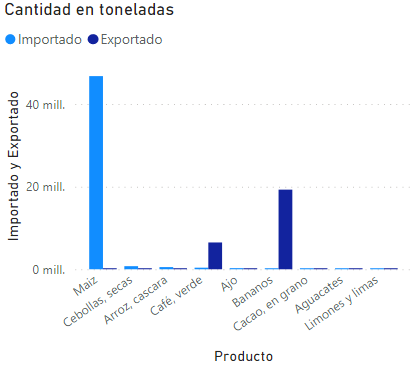 Cantidad en toneladas
Importado Exportado
Importado y Exportado
40 mill.
20 mill.
0 mill.
Maiz
Cebollas, secas
Arroz, cascara
Café, verde
Ajo
Bananos
Cacao, en grano
Aguacates
Limones y limas
Producto